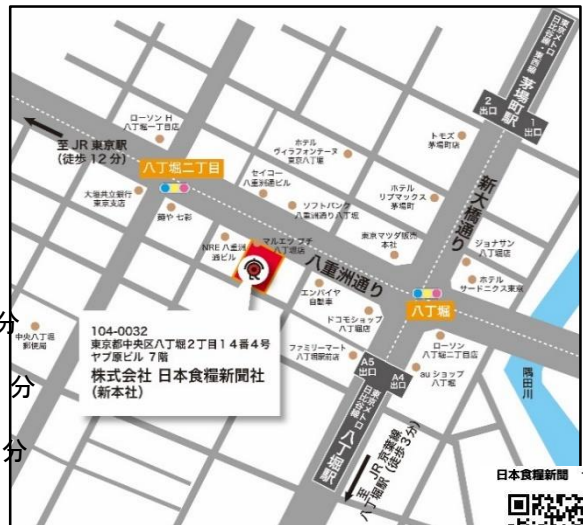 東京メトロ
日比谷線・東西線
茅場町駅
2
出口
1
出口
ローソン H
八丁堀一丁目店
至 JR 東京駅
(徒歩 12 分)
八丁堀二丁目
ホテル
ヴィラフォンテーヌ
東京八丁堀
トモズ
茅場町店
セイコー
八重洲通ビル
大垣共立銀行
東京支店
麺や 七彩
ソフトバンク
八重洲通り八丁堀
ホテル
リブマックス
茅場町
新大橋通り
NRE 八重洲
通ビル
マルエツ プチ
八丁堀店
八重洲通り
東京マツダ販売
本社
ジョナサン
八丁堀店
ホテル
サードニクス東京
エンパイヤ
自動車
八丁堀
ドコモショップ
八丁堀店
中央八丁堀
郵便局
ファミリーマート
八丁堀駅前店
ローソン
八丁堀二丁目店
au ショップ
八丁堀
隅田川
A5
出口
A4
出口
東京メトロ
日比谷線
八丁堀駅
至 JR 京葉線
八丁堀駅(徒歩 3 分)
104-0032
東京都中央区八丁堀2丁目14番4号
ヤブ原ビル 7階
株式会社 日本食糧新聞社
(新本社)
分
分
分
日本食糧新聞